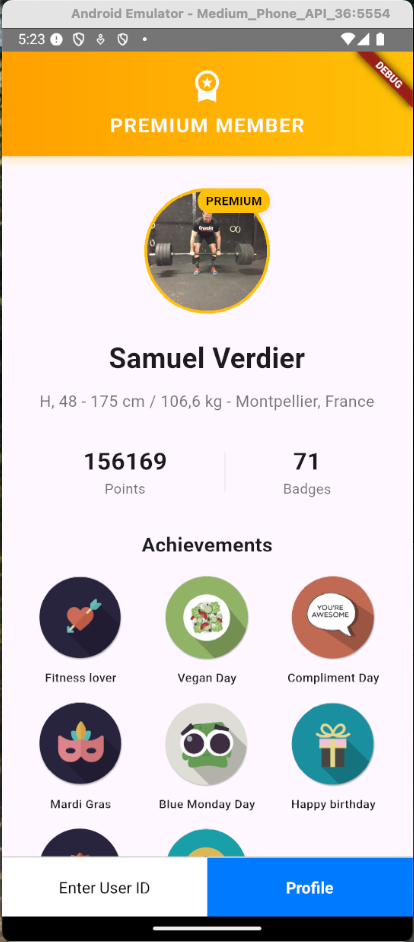 Android Emulator - Medium_Phone_API_36:5554
5:23
DEBUG
PREMIUM MEMBER
PREMIUM
Samuel Verdier
H, 48 - 175 cm / 106,6 kg - Montpellier, France
156169 71
Points Badges
Achievements
YOU'RE
AWESOME
Fitness lover Vegan Day Compliment Day
Mardi Gras Blue Monday Day Happy birthday
Enter User ID Profile